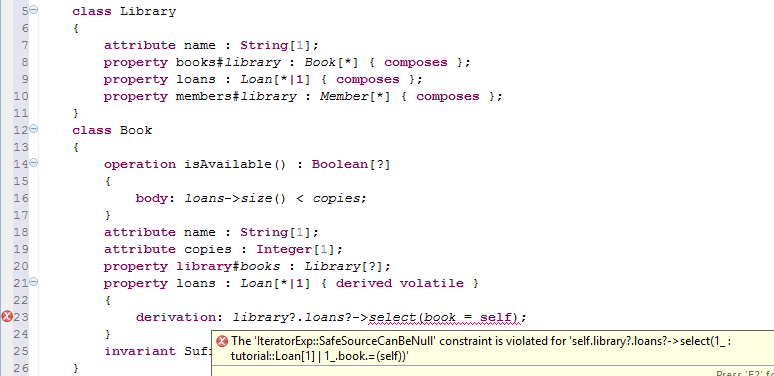 5 class Library
6 {
7 attribute name : String[1];
8 property books#library : Book[*] { composes };
9 property loans : Loan[*|1] { composes };
10 property members#library : Member[*] { composes };
11 }
12 class Book
13 {
14 operation isAvailable() : Boolean[?]
15 {
16 body: loans->size() < copies;
17 }
18 attribute name : String[1];
19 attribute copies : Integer[1];
20 property library#books : Library[?];
21 property loans : Loan[*|1] { derived volatile }
22 {
23 derivation: library?.loans?->select(book = self);
24 }
The 'IteratorExp::SafeSourceCanBeNull' constraint is violated for 'self.library?.loans?->select(1_ :
25 invariant Suf
tutorial::Loan[1] | 1_.book.=(self))'
26 }
Press 'F2' fo